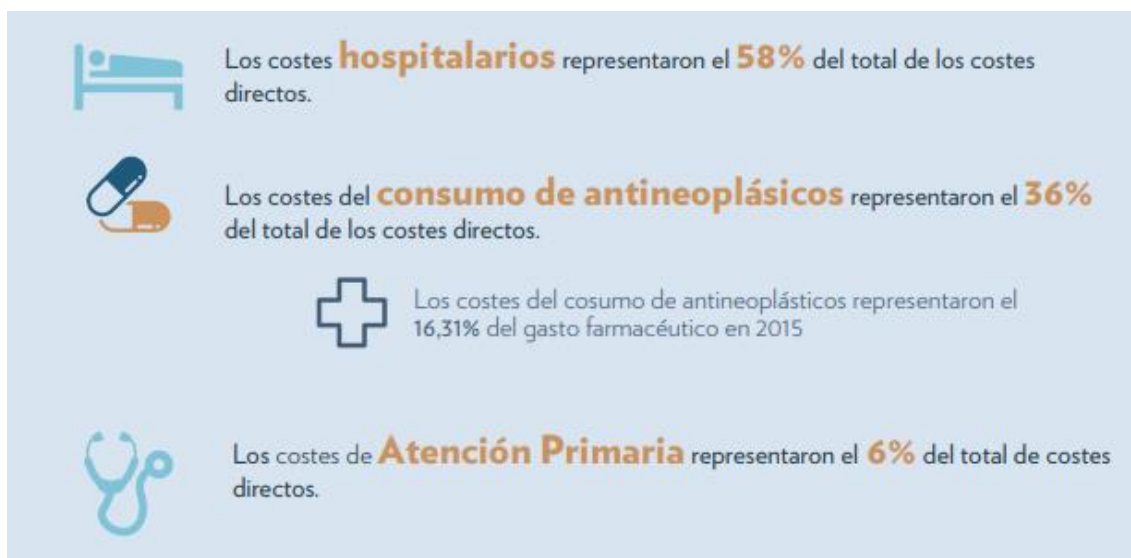 Los costes hospitalarios representaron el 58% del total de los costes
directos.
Los costes del consumo de antineoplásicos representaron el 36%
del total de los costes directos.
Los costes del cosumo de antineoplásticos representaron el
16,31% del gasto farmacéutico en 2015
Los costes de Atención Primaria representaron el 6% del total de costes
directos.